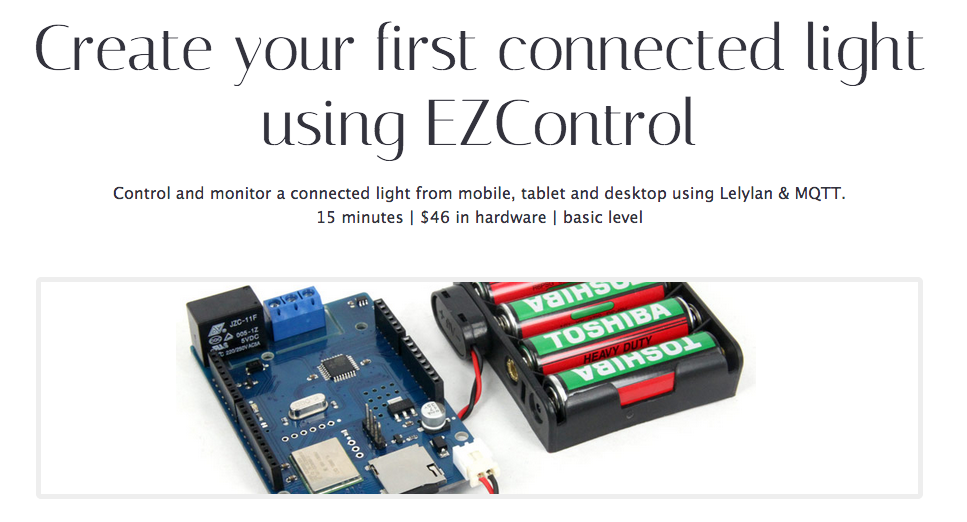 Create your first connected light
using EZControl
Control and monitor a connected light from mobile, tablet and desktop using Lelylan & MQTT.
15 minutes | $46 in hardware | basic level
JZC-11F
005-1Z
5VDC
TOSHIBA
TOSHIBA
HEAVY DUTY
TOSHIBA